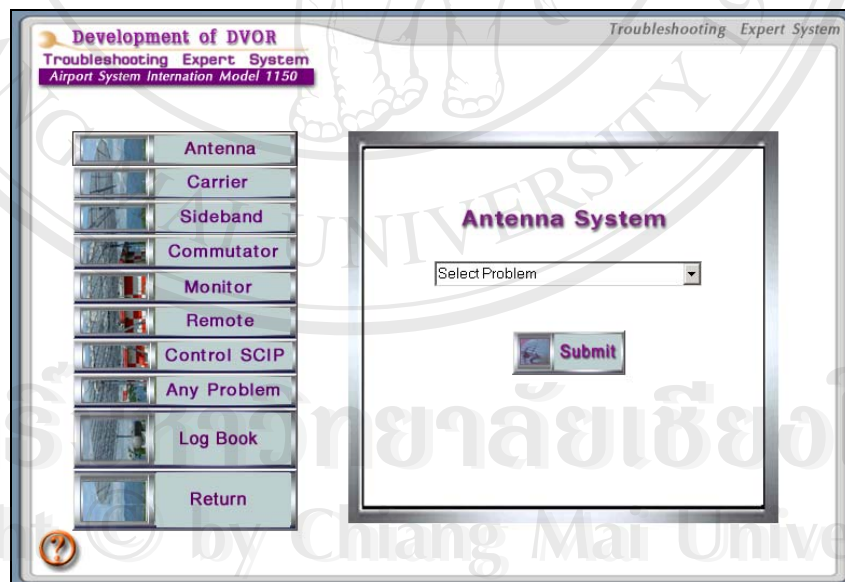 Development of DVOR
Troubleshooting Expert System
Airport System Internation Model 1150
Troubleshooting Expert System
Antenna
Carrier
Sideband
Commutator
Monitor
Remote
Control SCIP
Any Problem
Log Book
Return
Antenna System
Select Problem
Submit
?
© by Chiang Mai Unive